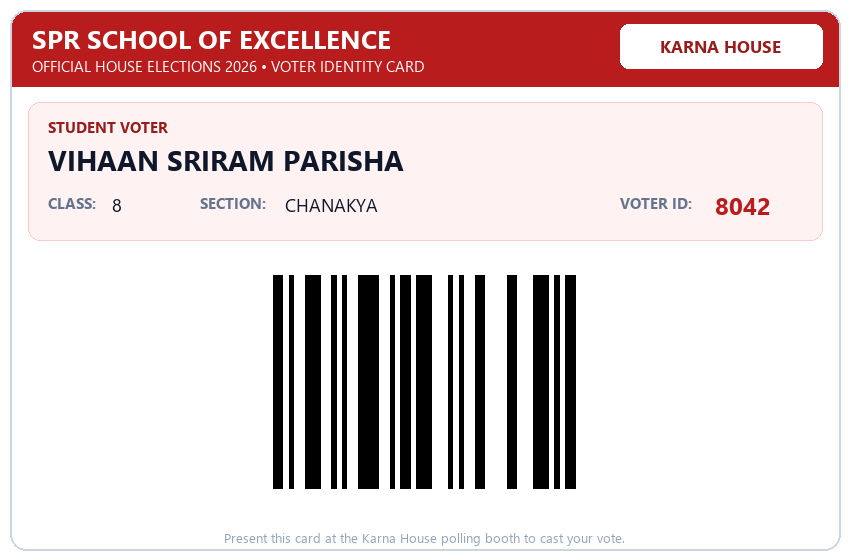 SPR SCHOOL OF EXCELLENCE
OFFICIAL HOUSE ELECTIONS 2026 • VOTER IDENTITY CARD
KARNA HOUSE
STUDENT VOTER
VIHAAN SRIRAM PARISHA
CLASS: 8 SECTION: CHANAKYA VOTER ID: 8042
Present this card at the Karna House polling booth to cast your vote.